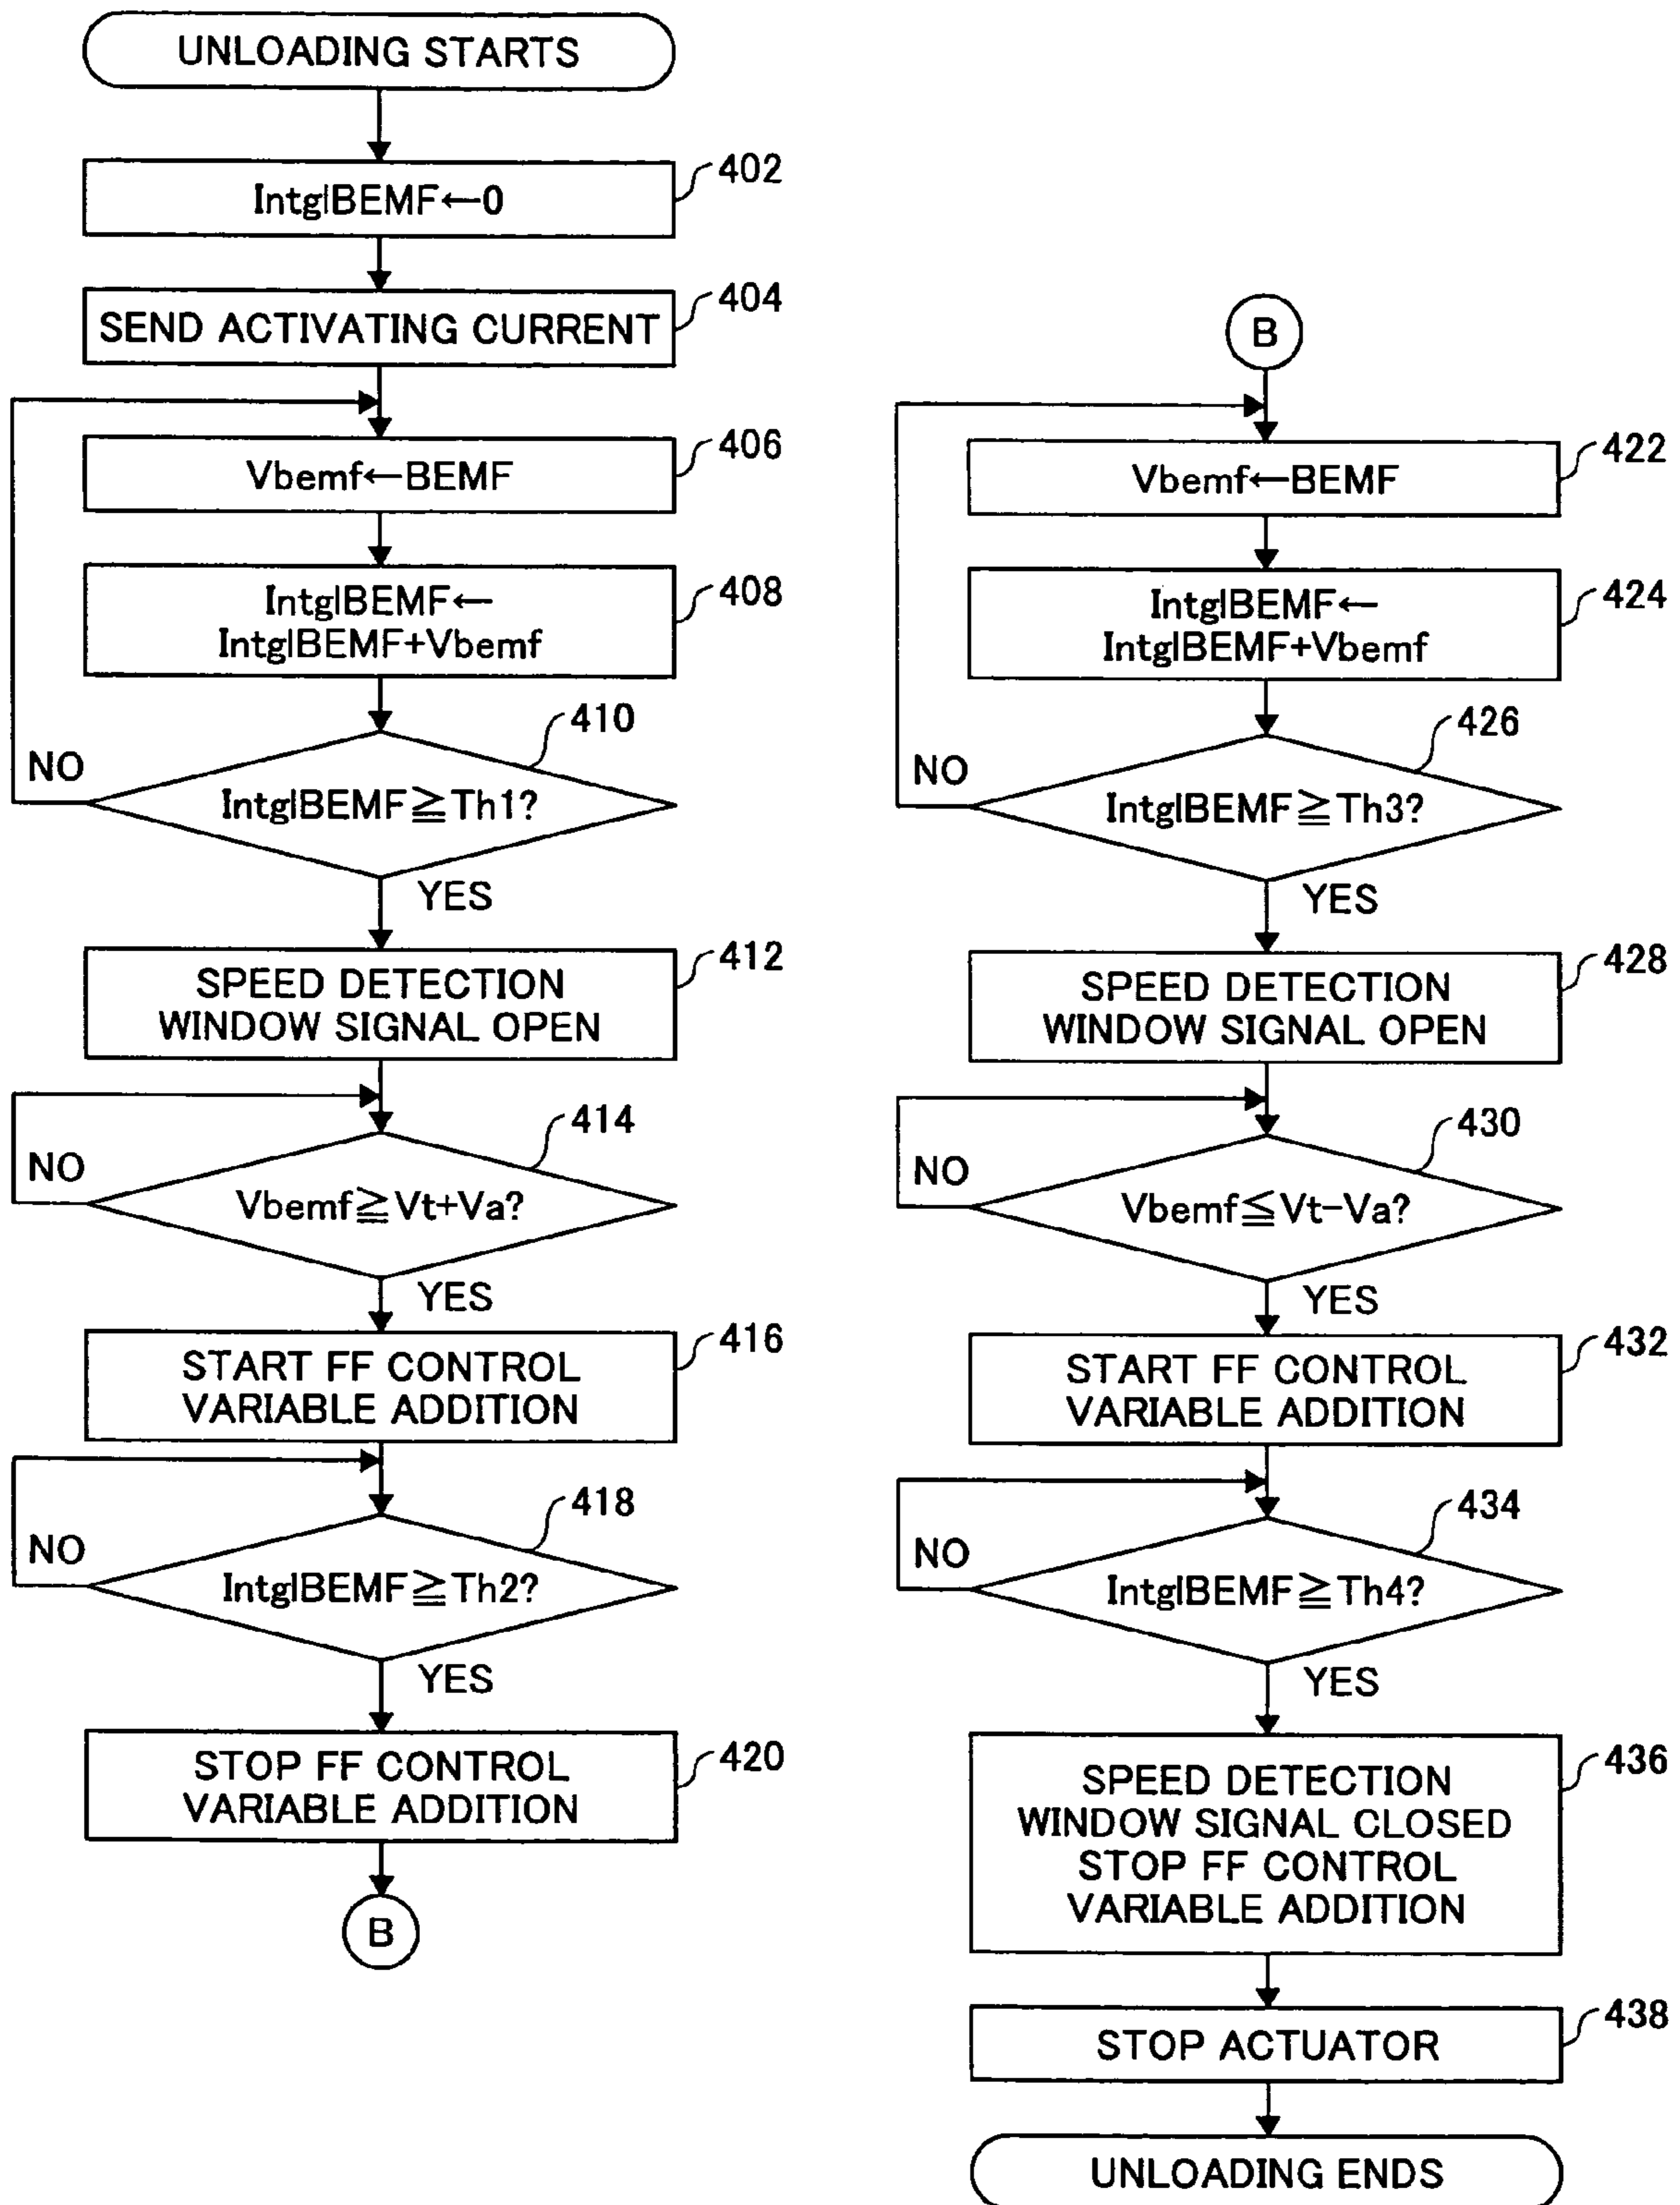 UNLOADING STARTS
IntglBEMF←0
402
SEND ACTIVATING CURRENT
404
Vbemf←BEMF
406
IntglBEMF←
IntglBEMF+Vbemf
408
IntglBEMF≧Th1?
410
NO
YES
SPEED DETECTION
WINDOW SIGNAL OPEN
412
Vbemf≧Vt+Va?
414
NO
YES
START FF CONTROL
VARIABLE ADDITION
416
IntglBEMF≧Th2?
418
NO
YES
STOP FF CONTROL
VARIABLE ADDITION
420
B
B
Vbemf←BEMF
422
IntglBEMF←
IntglBEMF+Vbemf
424
IntglBEMF≧Th3?
426
NO
YES
SPEED DETECTION
WINDOW SIGNAL OPEN
428
Vbemf≦Vt−Va?
430
NO
YES
START FF CONTROL
VARIABLE ADDITION
432
IntglBEMF≧Th4?
434
NO
YES
SPEED DETECTION
WINDOW SIGNAL CLOSED
STOP FF CONTROL
VARIABLE ADDITION
436
STOP ACTUATOR
438
UNLOADING ENDS